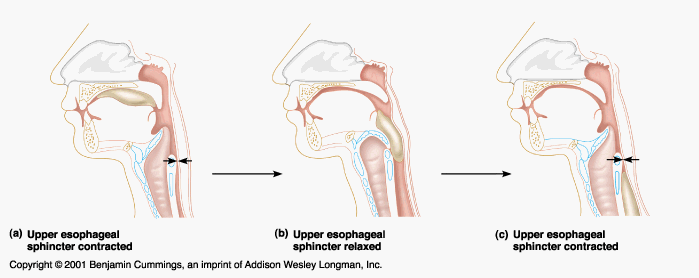 (a) Upper esophageal
sphincter contracted
(b) Upper esophageal
sphincter relaxed
(c) Upper esophageal
sphincter contracted
Copyright © 2001 Benjamin Cummings, an imprint of Addison Wesley Longman, Inc.